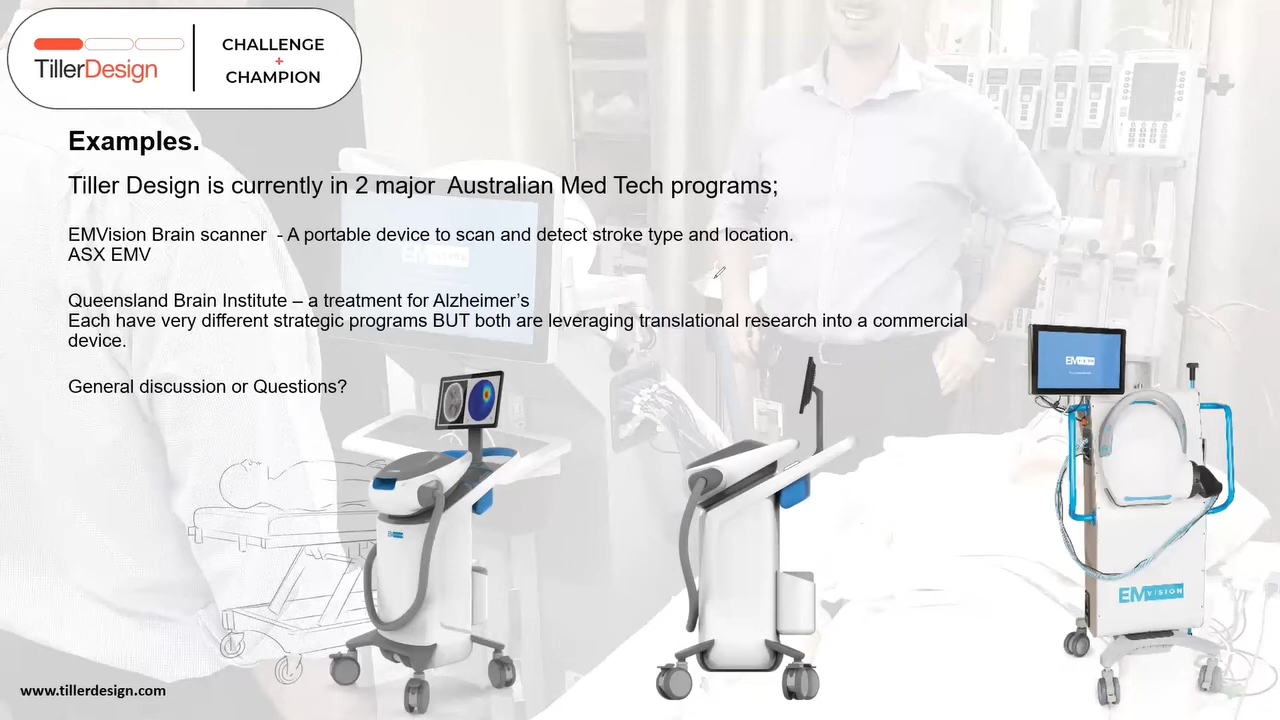 TillerDesign
CHALLENGE
+
CHAMPION
Examples.
Tiller Design is currently in 2 major  Australian Med Tech programs;
EMVision Brain scanner  - A portable device to scan and detect stroke type and location.
ASX EMV
Queensland Brain Institute – a treatment for Alzheimer’s
Each have very different strategic programs BUT both are leveraging translational research into a commercial
device.
General discussion or Questions?
EMVISION
EMVISION
www.tillerdesign.com